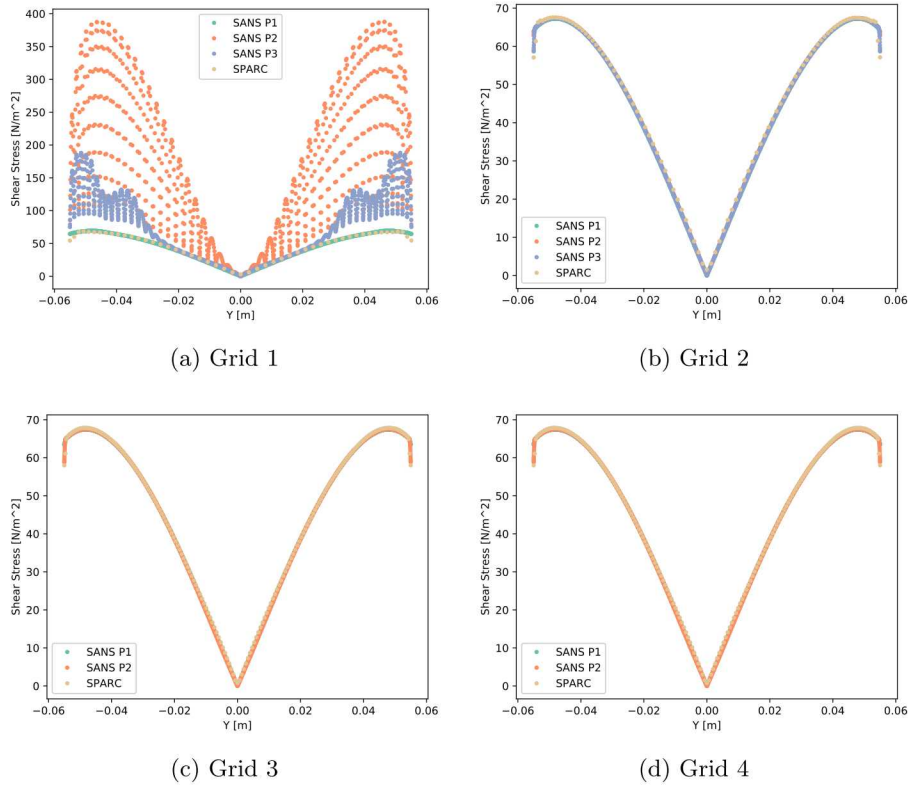 400
350
300
250
200
150
100
50
0
Shear Stress [N/m^2]
SANS P1
SANS P2
SANS P3
SPARC
−0.06 −0.04 −0.02 0.00 0.02 0.04 0.06
Y [m]
(a) Grid 1
70
60
50
40
30
20
10
0
Shear Stress [N/m^2]
SANS P1
SANS P2
SANS P3
SPARC
−0.06 −0.04 −0.02 0.00 0.02 0.04 0.06
Y [m]
(b) Grid 2
70
60
50
40
30
20
10
0
Shear Stress [N/m^2]
SANS P1
SANS P2
SPARC
−0.06 −0.04 −0.02 0.00 0.02 0.04 0.06
Y [m]
(c) Grid 3
70
60
50
40
30
20
10
0
Shear Stress [N/m^2]
SANS P1
SANS P2
SPARC
−0.06 −0.04 −0.02 0.00 0.02 0.04 0.06
Y [m]
(d) Grid 4